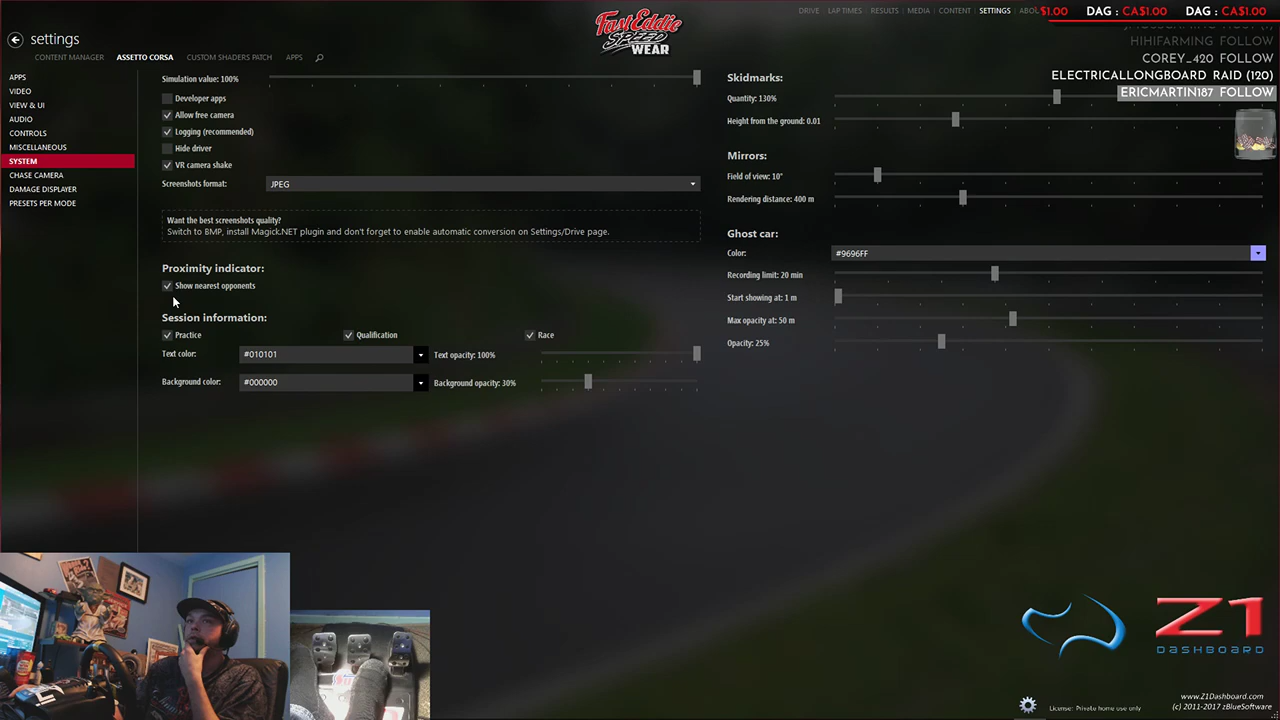 DRIVE LAP TIMES RESULTS MEDIA CONTENT SETTINGS
$1.00 DAG : CA$1.00 DAG : CA$1.00
settings
CONTENT MANAGER ASSETTO CORSA CUSTOM SHADERS PATCH APPS
Fast Eddie
SPEED
WEAR
HIHIFARMING FOLLOW
COREY_420 FOLLOW
ELECTRICALLONGBOARD RAID (120)
ERICMARTIN187 FOLLOW
APPS
VIDEO
VIEW & UI
AUDIO
CONTROLS
MISCELLANEOUS
SYSTEM
CHASE CAMERA
DAMAGE DISPLAYER
PRESETS PER MODE
Simulation value: 100%
Developer apps
Allow free camera
Logging (recommended)
Hide driver
VR camera shake
Screenshots format: JPEG
Want the best screenshots quality?
Switch to BMP, install Magick.NET plugin and don't forget to enable automatic conversion on Settings/Drive page.
Proximity indicator:
Show nearest opponents
Session information:
Practice Qualification Race
Text color: #010101 Text opacity: 100%
Background color: #000000 Background opacity: 30%
Skidmarks:
Quantity: 130%
Height from the ground: 0.01
Mirrors:
Field of view: 10°
Rendering distance: 400 m
Ghost car:
Color: #9696FF
Recording limit: 20 min
Start showing at: 1 m
Max opacity at: 50 m
Opacity: 25%
Z1
DASHBOARD
www.Z1Dashboard.com
License: Private home use only (c) 2011-2017 zBlueSoftware